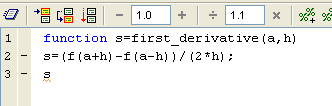 − 1.0 + ÷ 1.1 × %
1 function s=first_derivative(a,h)
2 − s=(f(a+h)-f(a-h))/(2*h);
3 − s